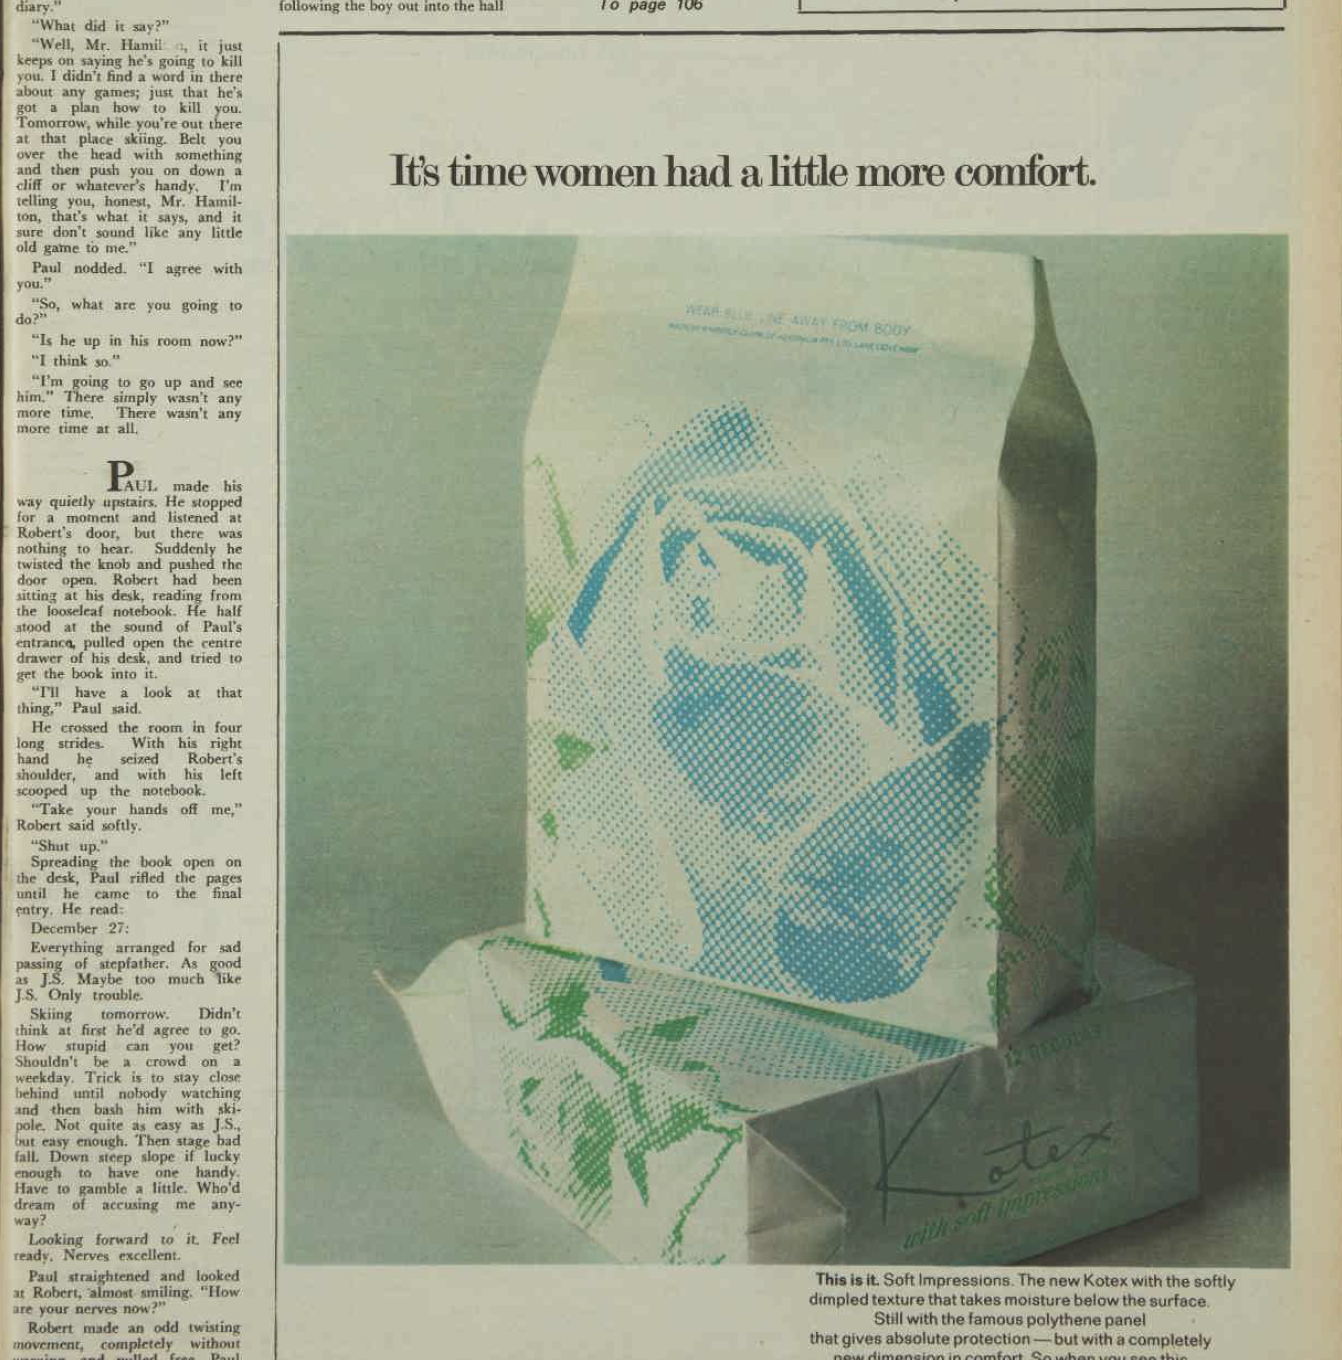 diary."
"What did it say?"
"Well, Mr. Hamil , it just
keeps on saying he's going to kill
you. I didn't find a word in there
about any games; just that he's
got a plan how to kill you.
Tomorrow, while you're out there
at that place skiing. Belt you
over the head with something
and then push you on down a
cliff or whatever's handy. I'm
telling you, honest, Mr. Hamil-
ton, that's what it says, and it
sure don't sound like any little
old game to me."
Paul nodded. "I agree with
you."
"So, what are you going to
do?"
"Is he up in his room now?"
"I think so."
"I'm going to go up and see
him." There simply wasn't any
more time. There wasn't any
more time at all.
PAUL made his
way quietly upstairs. He stopped
for a moment and listened at
Robert's door, but there was
nothing to hear. Suddenly he
twisted the knob and pushed the
door open. Robert had been
sitting at his desk, reading from
the looseleaf notebook. He half
stood at the sound of Paul's
entrance, pulled open the centre
drawer of his desk, and tried to
get the book into it.
"I'll have a look at that
thing," Paul said.
He crossed the room in four
long strides. With his right
hand he seized Robert's
shoulder, and with his left
scooped up the notebook.
"Take your hands off me,"
Robert said softly.
"Shut up."
Spreading the book open on
the desk, Paul rifled the pages
until he came to the final
entry. He read:
December 27:
Everything arranged for sad
passing of stepfather. As good
as J.S. Maybe too much like
J.S. Only trouble.
Skiing tomorrow. Didn't
think at first he'd agree to go.
How stupid can you get?
Shouldn't be a crowd on a
weekday. Trick is to stay close
behind until nobody watching
and then bash him with ski-
pole. Not quite as easy as J.S.,
but easy enough. Then stage bad
fall. Down steep slope if lucky
enough to have one handy.
Have to gamble a little. Who'd
dream of accusing me any-
way?
Looking forward to it. Feel
ready. Nerves excellent.
Paul straightened and looked
at Robert, almost smiling. "How
are your nerves now?"
Robert made an odd twisting
movement, completely without
and pulled free. Paul
following the boy out into the hall
To page 106
It's time women had a little more comfort.
WEAR BLUE LINE AWAY FROM BODY
12 REGULAR
Kotex
with soft impressions
This is it. Soft Impressions. The new Kotex with the softly
dimpled texture that takes moisture below the surface.
Still with the famous polythene panel
that gives absolute protection — but with a completely
new dimension in comfort. So when you see this